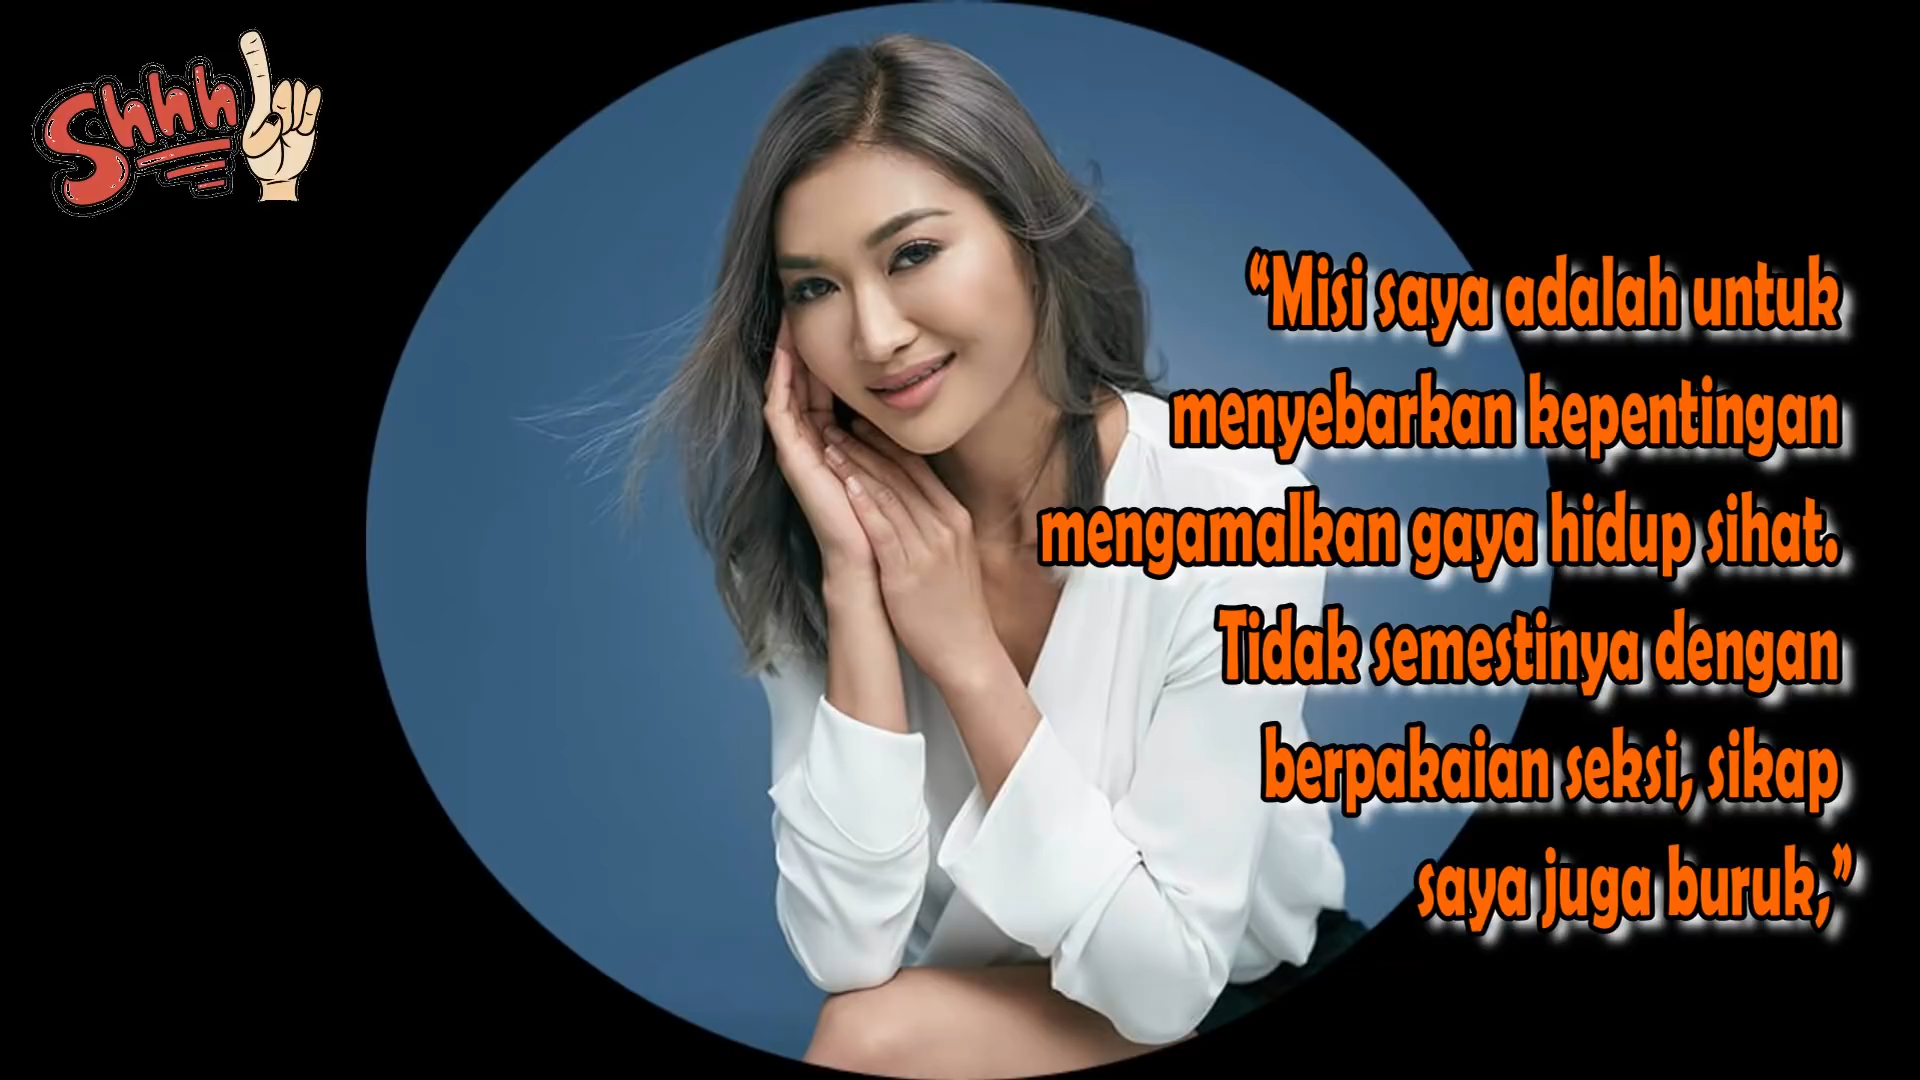 Shhh
“Misi saya adalah untuk
menyebarkan kepentingan
mengamalkan gaya hidup sihat.
Tidak semestinya dengan
berpakaian seksi, sikap
saya juga buruk,”